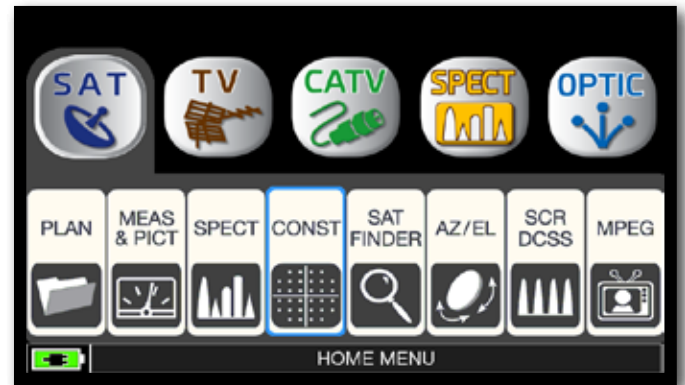 SAT
TV
CATV
SPECT
OPTIC
PLAN
MEAS
& PICT
SPECT
CONST
SAT
FINDER
AZ/EL
SCR
DCSS
MPEG
HOME MENU